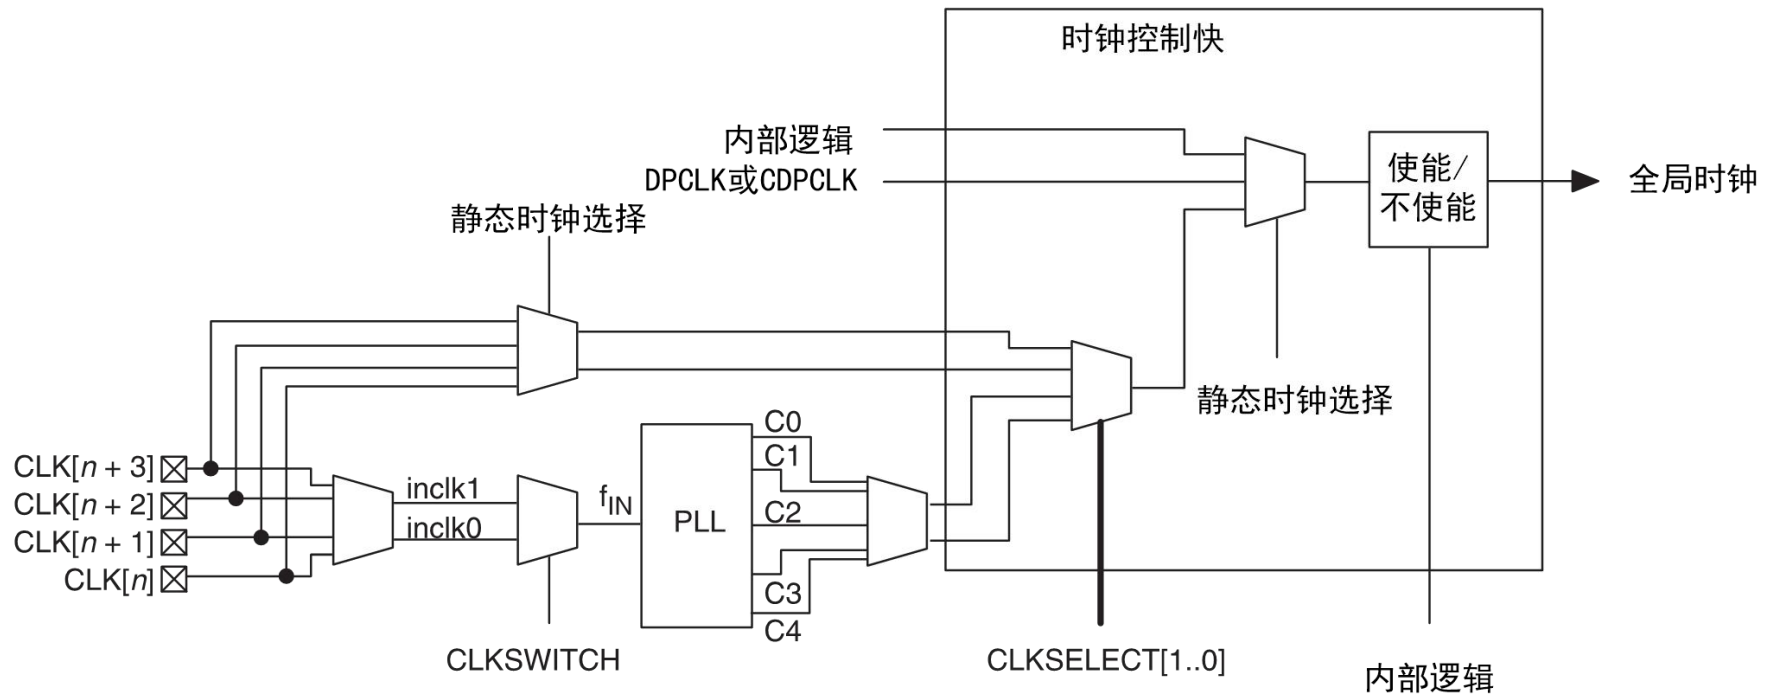 时钟控制快
内部逻辑
DPCLK或CDPCLK
使能/
不使能
全局时钟
静态时钟选择
静态时钟选择
CLK[n + 3]
CLK[n + 2]
CLK[n + 1]
CLK[n]
inclk1
inclk0
fIN
PLL
C0
C1
C2
C3
C4
CLKSWITCH
CLKSELECT[1..0]
内部逻辑